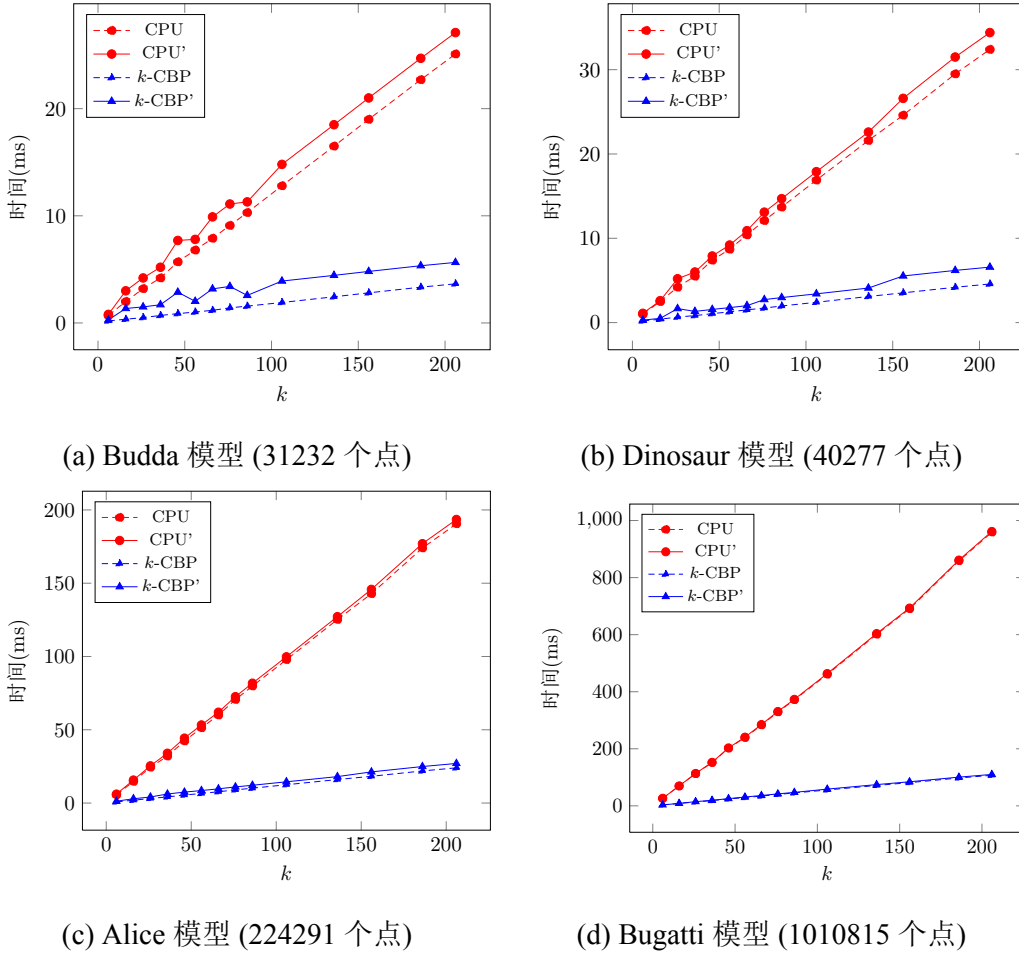 CPU
CPU'
k-CBP
k-CBP'
时间(ms)
20
10
0
0 50 100 150 200
k
(a) Budda 模型 (31232 个点)
CPU
CPU'
k-CBP
k-CBP'
时间(ms)
30
20
10
0
0 50 100 150 200
k
(b) Dinosaur 模型 (40277 个点)
CPU
CPU'
k-CBP
k-CBP'
时间(ms)
200
150
100
50
0
0 50 100 150 200
k
(c) Alice 模型 (224291 个点)
CPU
CPU'
k-CBP
k-CBP'
时间(ms)
1,000
800
600
400
200
0
0 50 100 150 200
k
(d) Bugatti 模型 (1010815 个点)